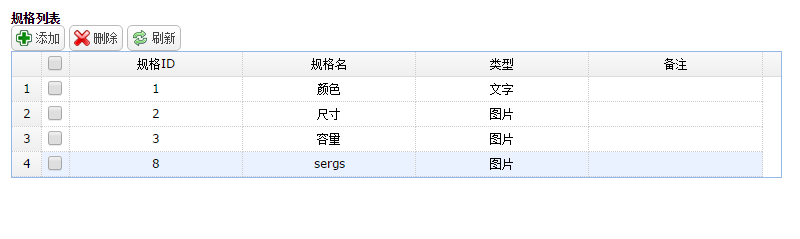 规格列表
添加 删除 刷新
规格ID 规格名 类型 备注
1 1 颜色 文字
2 2 尺寸 图片
3 3 容量 图片
4 8 sergs 图片